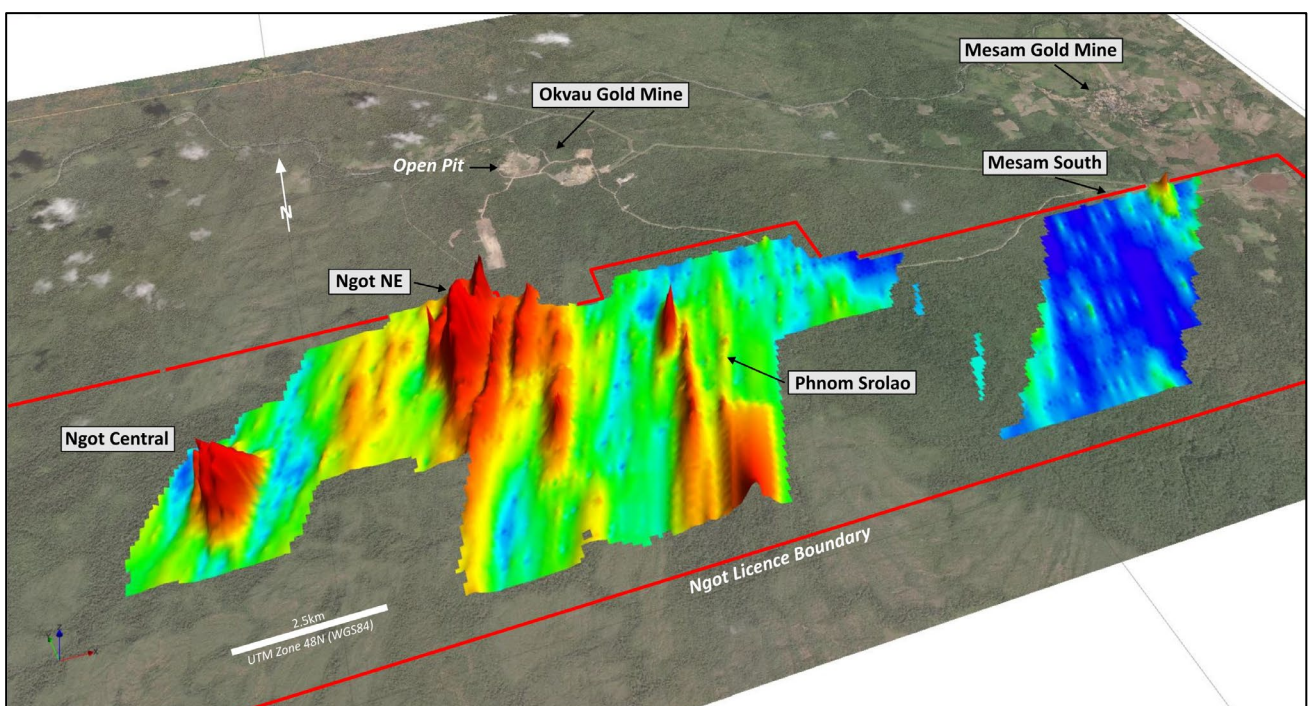 Mesam Gold Mine
Okvau Gold Mine
Open Pit
Mesam South
N
Ngot NE
Phnom Srolao
Ngot Central
Ngot Licence Boundary
2.5km
UTM Zone 48N (WGS84)
Z
Y
X